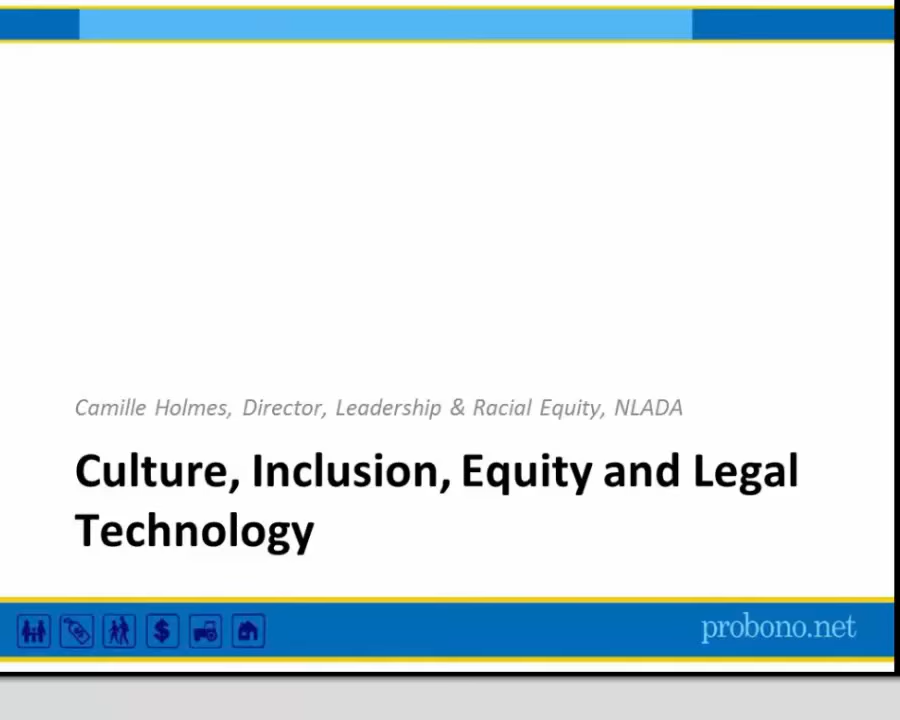 Camille Holmes, Director, Leadership & Racial Equity, NLADA
Culture, Inclusion, Equity and Legal
Technology
$
probono.net